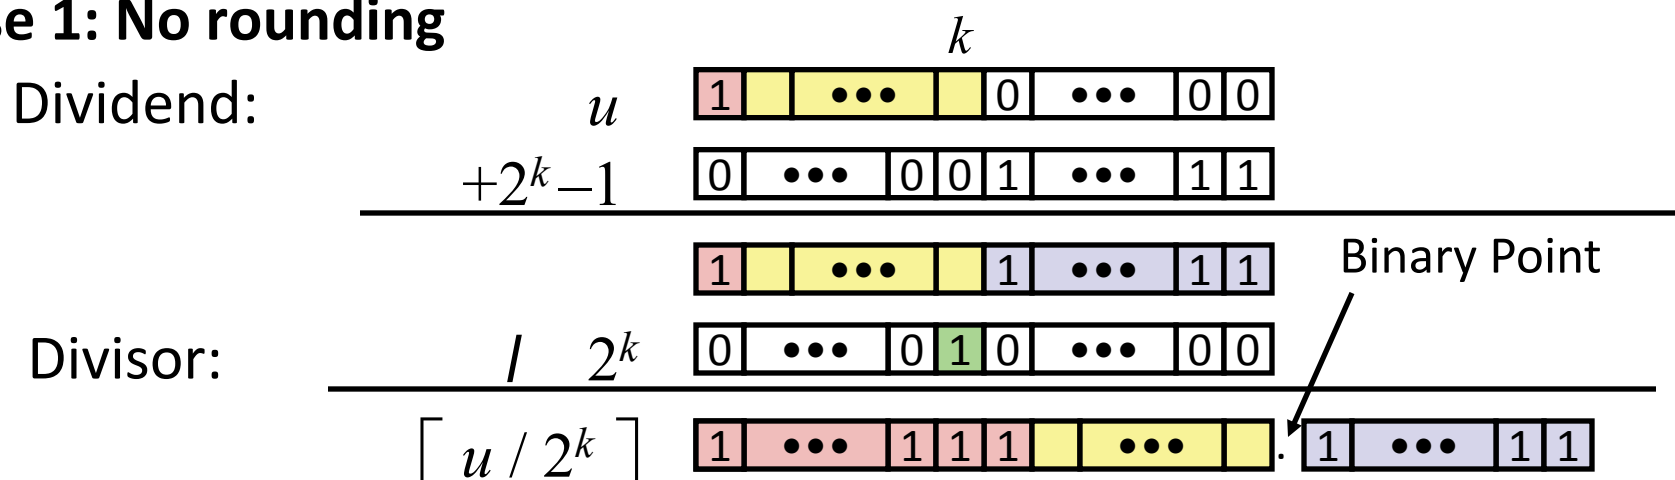 se 1: No rounding
k
Dividend: u 1 ••• 0 ••• 0 0
+2^k –1 0 ••• 0 0 1 ••• 1 1
1 ••• 1 ••• 1 1
Binary Point
Divisor: / 2^k 0 ••• 0 1 0 ••• 0 0
⌈ u / 2^k ⌉ 1 ••• 1 1 1 ••• . 1 ••• 1 1